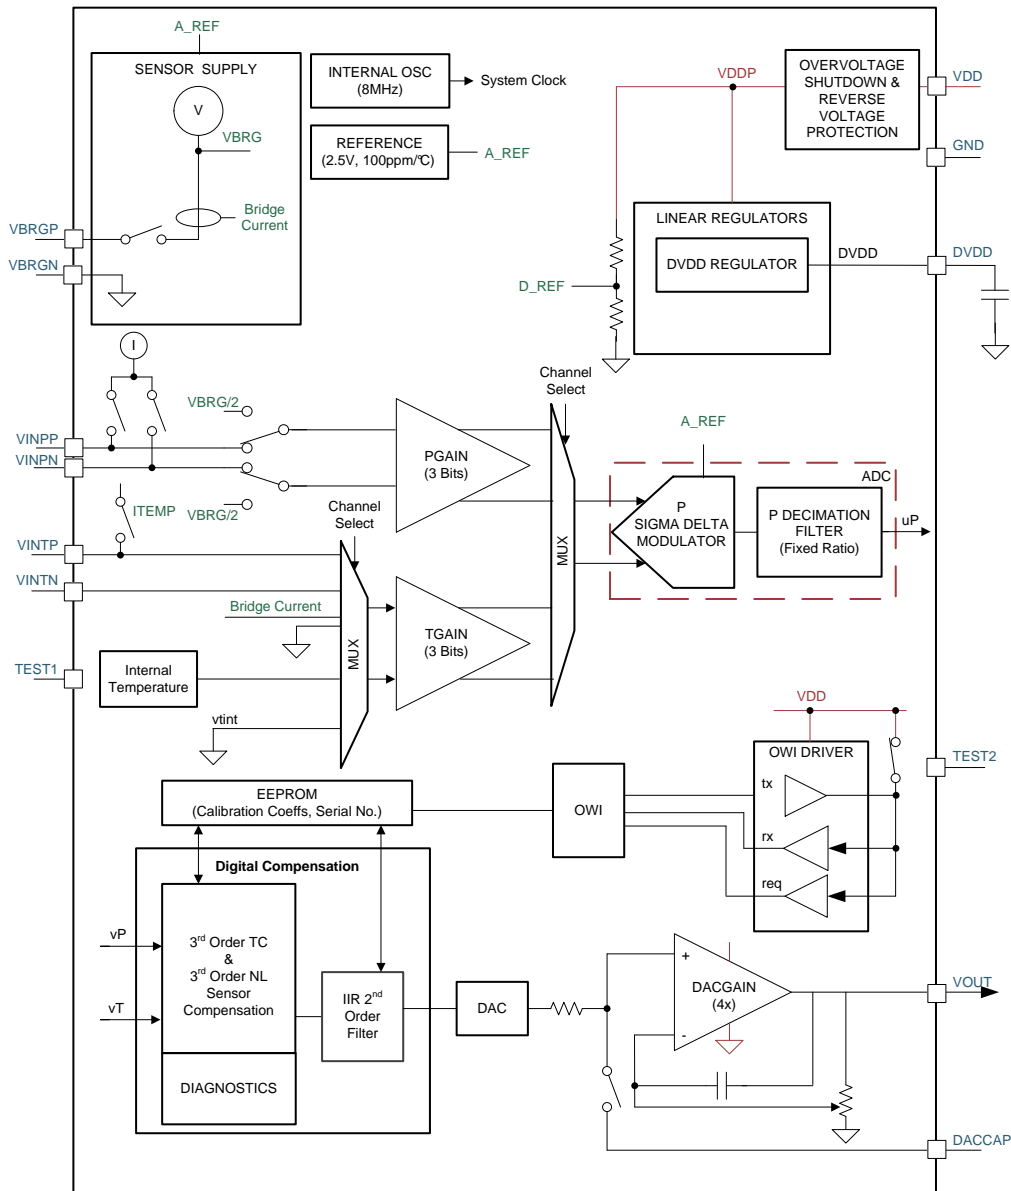 A_REF
SENSOR SUPPLY
V
VBRG
Bridge
Current
VBRGP
VBRGN
INTERNAL OSC
(8MHz)
System Clock
REFERENCE
(2.5V, 100ppm/°C)
A_REF
VDDP
OVERVOLTAGE
SHUTDOWN &
REVERSE
VOLTAGE
PROTECTION
VDD
GND
LINEAR REGULATORS
DVDD REGULATOR
DVDD
DVDD
D_REF
I
VBRG/2
VINPP
VINPN
VBRG/2
ITEMP
VINTP
VINTN
PGAIN
(3 Bits)
Channel
Select
MUX
A_REF
ADC
P
SIGMA DELTA
MODULATOR
P DECIMATION
FILTER
(Fixed Ratio)
uP
Channel
Select
Bridge Current
MUX
TGAIN
(3 Bits)
TEST1
Internal
Temperature
vtint
VDD
OWI DRIVER
tx
rx
req
TEST2
EEPROM
(Calibration Coeffs, Serial No.)
OWI
Digital Compensation
vP
vT
3rd Order TC
&
3rd Order NL
Sensor
Compensation
DIAGNOSTICS
IIR 2nd
Order
Filter
DAC
+
-
DACGAIN
(4x)
VOUT
DACCAP